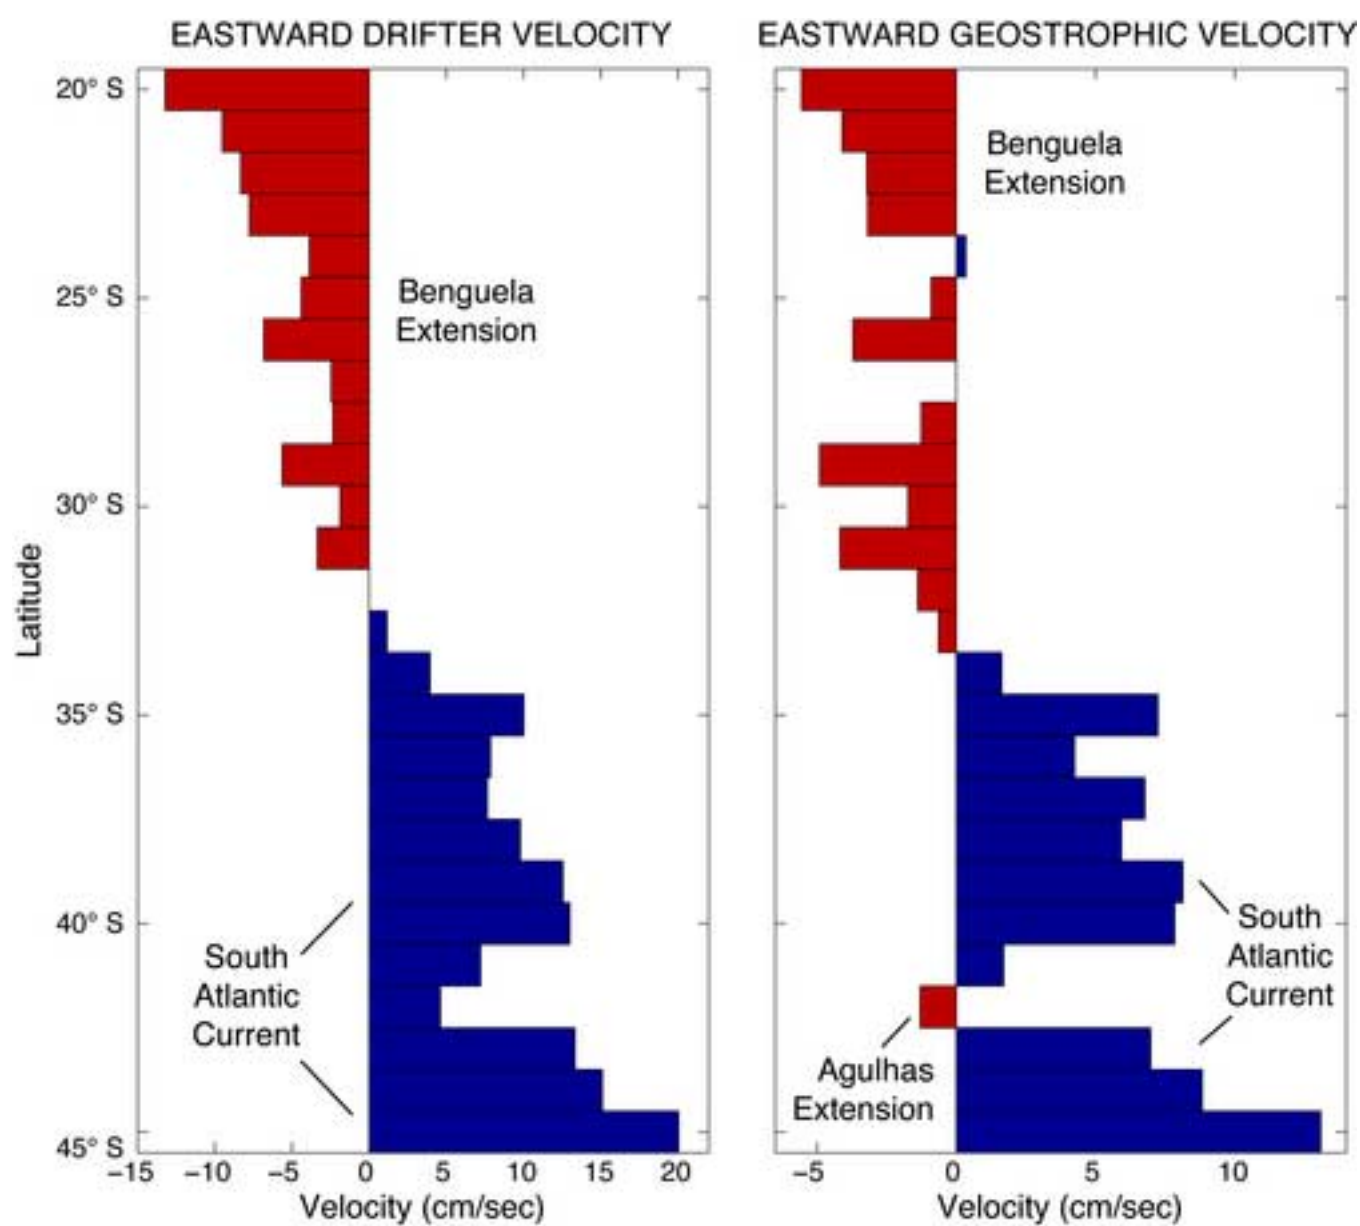 EASTWARD DRIFTER VELOCITY
EASTWARD GEOSTROPHIC VELOCITY
20° S
25° S
30° S
35° S
40° S
45° S
Latitude
Benguela
Extension
South
Atlantic
Current
−15 −10 −5 0 5 10 15 20
Velocity (cm/sec)
Benguela
Extension
South
Atlantic
Current
Agulhas
Extension
−5 0 5 10
Velocity (cm/sec)